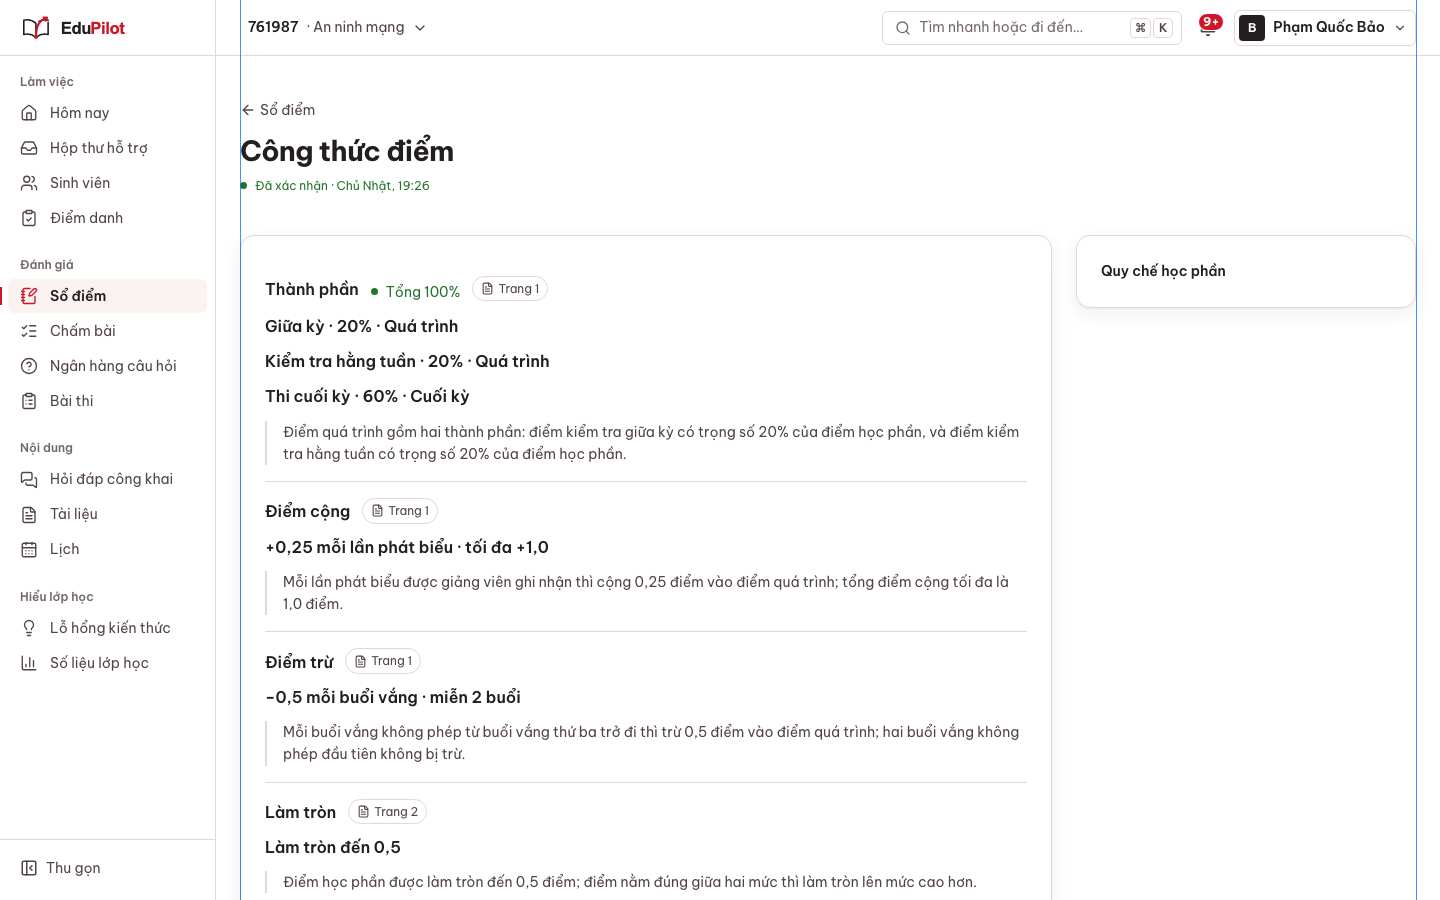 EduPilot
761987 · An ninh mạng
Tìm nhanh hoặc đi đến...
⌘ K
9+
B Phạm Quốc Bảo
Làm việc
Hôm nay
Hộp thư hỗ trợ
Sinh viên
Điểm danh
Đánh giá
Sổ điểm
Chấm bài
Ngân hàng câu hỏi
Bài thi
Nội dung
Hỏi đáp công khai
Tài liệu
Lịch
Hiểu lớp học
Lỗ hổng kiến thức
Số liệu lớp học
Thu gọn
← Sổ điểm
Công thức điểm
Đã xác nhận · Chủ Nhật, 19:26
Thành phần • Tổng 100% Trang 1
Giữa kỳ · 20% · Quá trình
Kiểm tra hằng tuần · 20% · Quá trình
Thi cuối kỳ · 60% · Cuối kỳ
Điểm quá trình gồm hai thành phần: điểm kiểm tra giữa kỳ có trọng số 20% của điểm học phần, và điểm kiểm
tra hằng tuần có trọng số 20% của điểm học phần.
Điểm cộng Trang 1
+0,25 mỗi lần phát biểu · tối đa +1,0
Mỗi lần phát biểu được giảng viên ghi nhận thì cộng 0,25 điểm vào điểm quá trình; tổng điểm cộng tối đa là
1,0 điểm.
Điểm trừ Trang 1
−0,5 mỗi buổi vắng · miễn 2 buổi
Mỗi buổi vắng không phép từ buổi vắng thứ ba trở đi thì trừ 0,5 điểm vào điểm quá trình; hai buổi vắng không
phép đầu tiên không bị trừ.
Làm tròn Trang 2
Làm tròn đến 0,5
Điểm học phần được làm tròn đến 0,5 điểm; điểm nằm đúng giữa hai mức thì làm tròn lên mức cao hơn.
Quy chế học phần